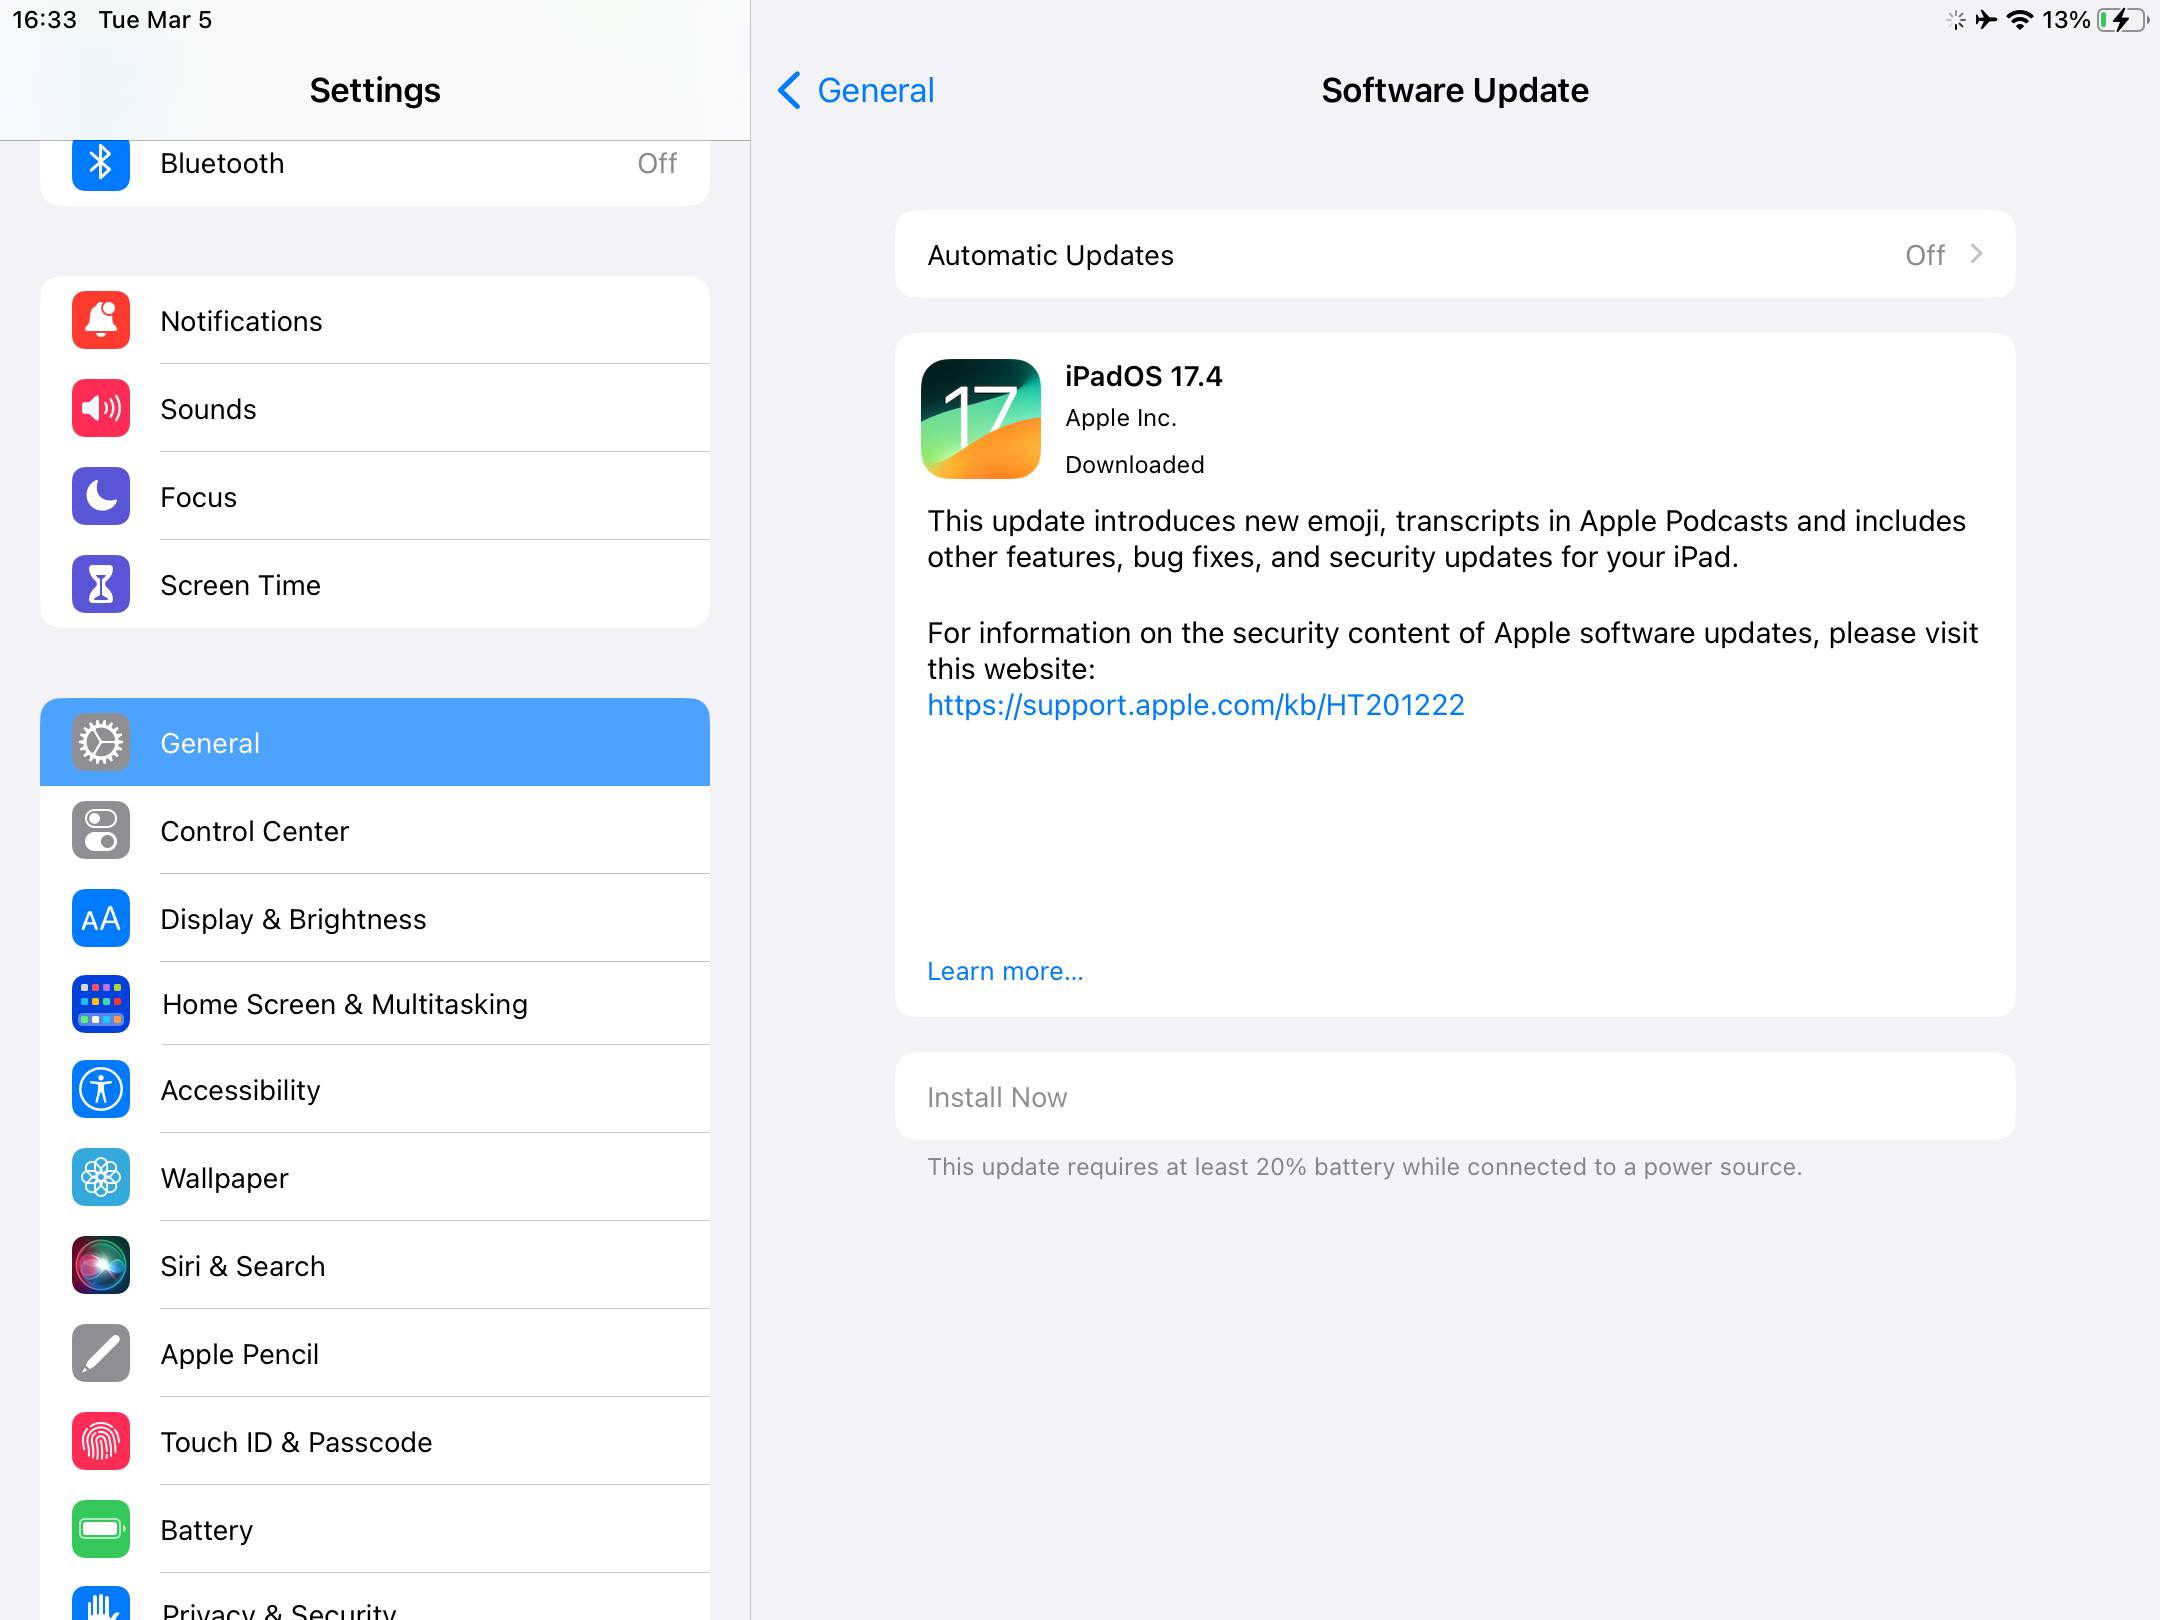 16:33 Tue Mar 5
13%
Settings
Bluetooth Off
Notifications
Sounds
Focus
Screen Time
General
Control Center
AA Display & Brightness
Home Screen & Multitasking
Accessibility
Wallpaper
Siri & Search
Apple Pencil
Touch ID & Passcode
Battery
Privacy & Security
General
Software Update
Automatic Updates Off
17
iPadOS 17.4
Apple Inc.
Downloaded
This update introduces new emoji, transcripts in Apple Podcasts and includes
other features, bug fixes, and security updates for your iPad.
For information on the security content of Apple software updates, please visit
this website:
https://support.apple.com/kb/HT201222
Learn more...
Install Now
This update requires at least 20% battery while connected to a power source.